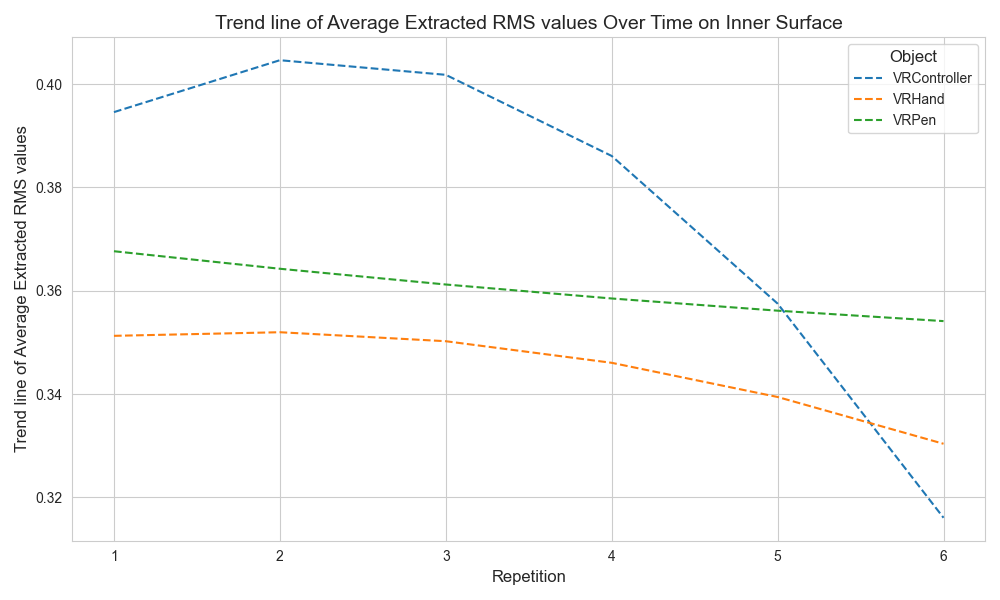 Trend line of Average Extracted RMS values Over Time on Inner Surface
Object
VRController
VRHand
VRPen
Trend line of Average Extracted RMS values
0.40
0.38
0.36
0.34
0.32
1
2
3
4
5
6
Repetition